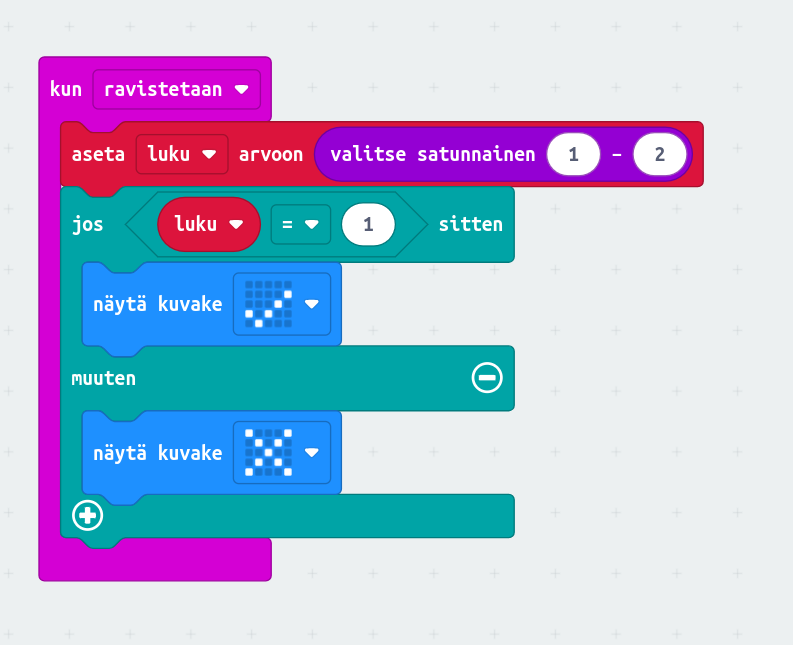 kun ravistetaan
aseta luku arvoon valitse satunnainen 1 - 2
jos luku = 1 sitten
näytä kuvake
muuten
näytä kuvake